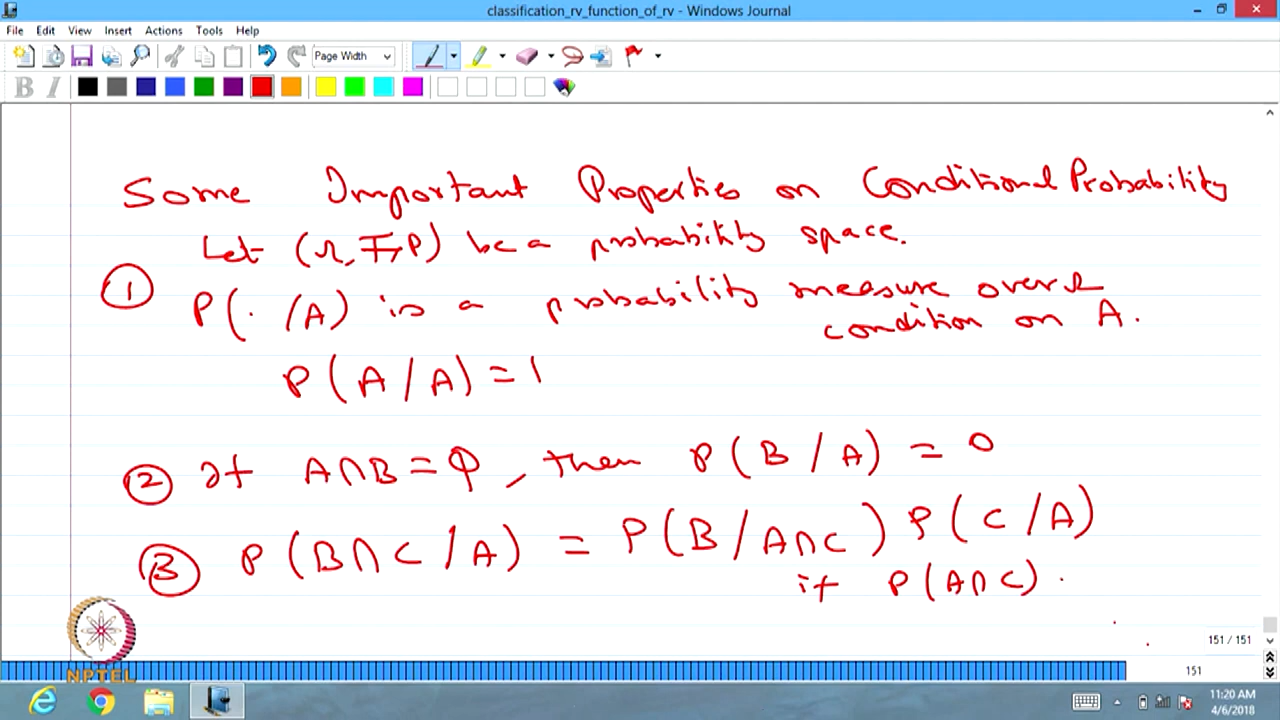 classification_rv_function_of_rv - Windows Journal
File Edit View Insert Actions Tools Help
Page Width
B I
Some Important Properties on Conditional Probability
Let (Ω, F, P) be a probability space.
① P(. /A) is a probability measure over Ω
condition on A.
P(A/A) = 1
② If A∩B = Φ, then P(B/A) = 0
③ P(B∩C/A) = P(B/A∩C) P(C/A)
if P(A∩C)
NPTEL
151 / 151
151
11:20 AM
4/6/2018